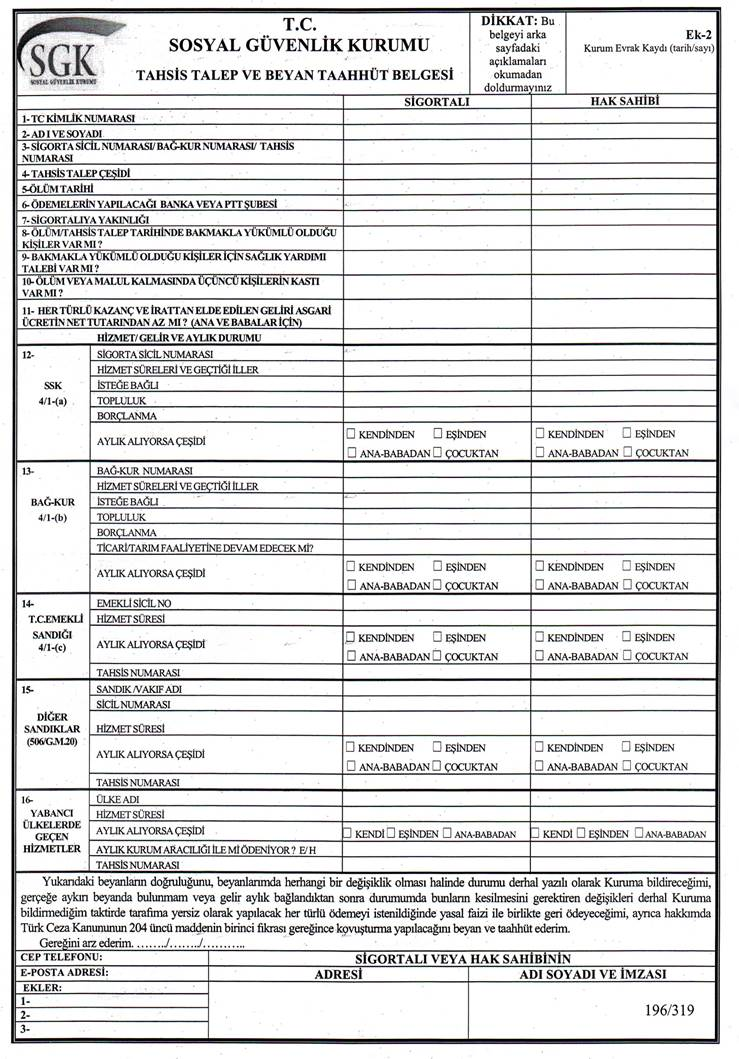 SGK
SOSYAL GÜVENLİK KURUMU
T.C.
SOSYAL GÜVENLİK KURUMU
TAHSİS TALEP VE BEYAN TAAHHÜT BELGESİ
DİKKAT: Bu
belgeyi arka
sayfadaki
açıklamaları
okumadan
doldurmayınız
Ek-2
Kurum Evrak Kaydı (tarih/sayı)
SİGORTALI HAK SAHİBİ
1- TC KİMLİK NUMARASI
2- AD I VE SOYADI
3- SİGORTA SİCİL NUMARASI/ BAĞ-KUR NUMARASI/ TAHSİS
NUMARASI
4- TAHSİS TALEP ÇEŞİDİ
5-ÖLÜM TARİHİ
6- ÖDEMELERİN YAPILACAĞI BANKA VEYA PTT ŞUBESİ
7- SİGORTALIYA YAKINLIĞI
8- ÖLÜM/TAHSİS TALEP TARİHİNDE BAKMAKLA YÜKÜMLÜ OLDUĞU
KİŞİLER VAR MI ?
9- BAKMAKLA YÜKÜMLÜ OLDUĞU KİŞİLER İÇİN SAĞLIK YARDIMI
TALEBİ VAR MI ?
10- ÖLÜM VEYA MALUL KALMASINDA ÜÇÜNCÜ KİŞİLERİN KASTI
VAR MI ?
11- HER TÜRLÜ KAZANÇ VE İRATTAN ELDE EDİLEN GELİRİ ASGARİ
ÜCRETİN NET TUTARINDAN AZ MI ? (ANA VE BABALAR İÇİN)
HİZMET/ GELİR VE AYLIK DURUMU
12-
SSK
4/1-(a)
SİGORTA SİCİL NUMARASI
HİZMET SÜRELERİ VE GEÇTİĞİ İLLER
İSTEĞE BAĞLI
TOPLULUK
BORÇLANMA
AYLIK ALIYORSA ÇEŞİDİ
☐ KENDİNDEN ☐ EŞİNDEN ☐ KENDİNDEN ☐ EŞİNDEN
☐ ANA-BABADAN ☐ ÇOCUKTAN ☐ ANA-BABADAN ☐ ÇOCUKTAN
13-
BAĞ-KUR
4/1-(b)
BAĞ-KUR NUMARASI
HİZMET SÜRELERİ VE GEÇTİĞİ İLLER
İSTEĞE BAĞLI
TOPLULUK
BORÇLANMA
TİCARİ/TARIM FAALİYETİNE DEVAM EDECEK Mİ?
AYLIK ALIYORSA ÇEŞİDİ
☐ KENDİNDEN ☐ EŞİNDEN ☐ KENDİNDEN ☐ EŞİNDEN
☐ ANA-BABADAN ☐ ÇOCUKTAN ☐ ANA-BABADAN ☐ ÇOCUKTAN
14-
T.C.EMEKLİ
SANDIĞI
4/1-(c)
EMEKLİ SİCİL NO
HİZMET SÜRESİ
AYLIK ALIYORSA ÇEŞİDİ
☐ KENDİNDEN ☐ EŞİNDEN ☐ KENDİNDEN ☐ EŞİNDEN
☐ ANA-BABADAN ☐ ÇOCUKTAN ☐ ANA-BABADAN ☐ ÇOCUKTAN
TAHSİS NUMARASI
15-
DİĞER
SANDIKLAR
(506/G.M.20)
SANDIK /VAKIF ADI
SİCİL NUMARASI
HİZMET SÜRESİ
AYLIK ALIYORSA ÇEŞİDİ
☐ KENDİNDEN ☐ EŞİNDEN ☐ KENDİNDEN ☐ EŞİNDEN
☐ ANA-BABADAN ☐ ÇOCUKTAN ☐ ANA-BABADAN ☐ ÇOCUKTAN
TAHSİS NUMARASI
16-
YABANCI
ÜLKELERDE
GEÇEN
HİZMETLER
ÜLKE ADI
HİZMET SÜRESİ
AYLIK ALIYORSA ÇEŞİDİ
☐ KENDİ ☐ EŞİNDEN ☐ ANA-BABADAN ☐ KENDİ ☐ EŞİNDEN ☐ ANA-BABADAN
AYLIK KURUM ARACILIĞI İLE Mİ ÖDENİYOR ? E/ H
TAHSİS NUMARASI
Yukarıdaki beyanların doğruluğunu, beyanlarımda herhangi bir değişiklik olması halinde durumu derhal yazılı olarak Kuruma bildireceğimi,
gerçeğe aykırı beyanda bulunmam veya gelir aylık bağlandıktan sonra durumumda bunların kesilmesini gerektiren değişikleri derhal Kuruma
bildirmediğim taktirde tarafıma yersiz olarak yapılacak her türlü ödemeyi istenildiğinde yasal faizi ile birlikte geri ödeyeceğimi, ayrıca hakkımda
Türk Ceza Kanununun 204 üncü maddenin birinci fıkrası gereğince kovuşturma yapılacağını beyan ve taahhüt ederim.
Gereğini arz ederim. ……../……../………..
CEP TELEFONU:
E-POSTA ADRESİ:
EKLER:
1-
2-
3-
SİGORTALI VEYA HAK SAHİBİNİN
ADRESİ ADI SOYADI VE İMZASI
196/319